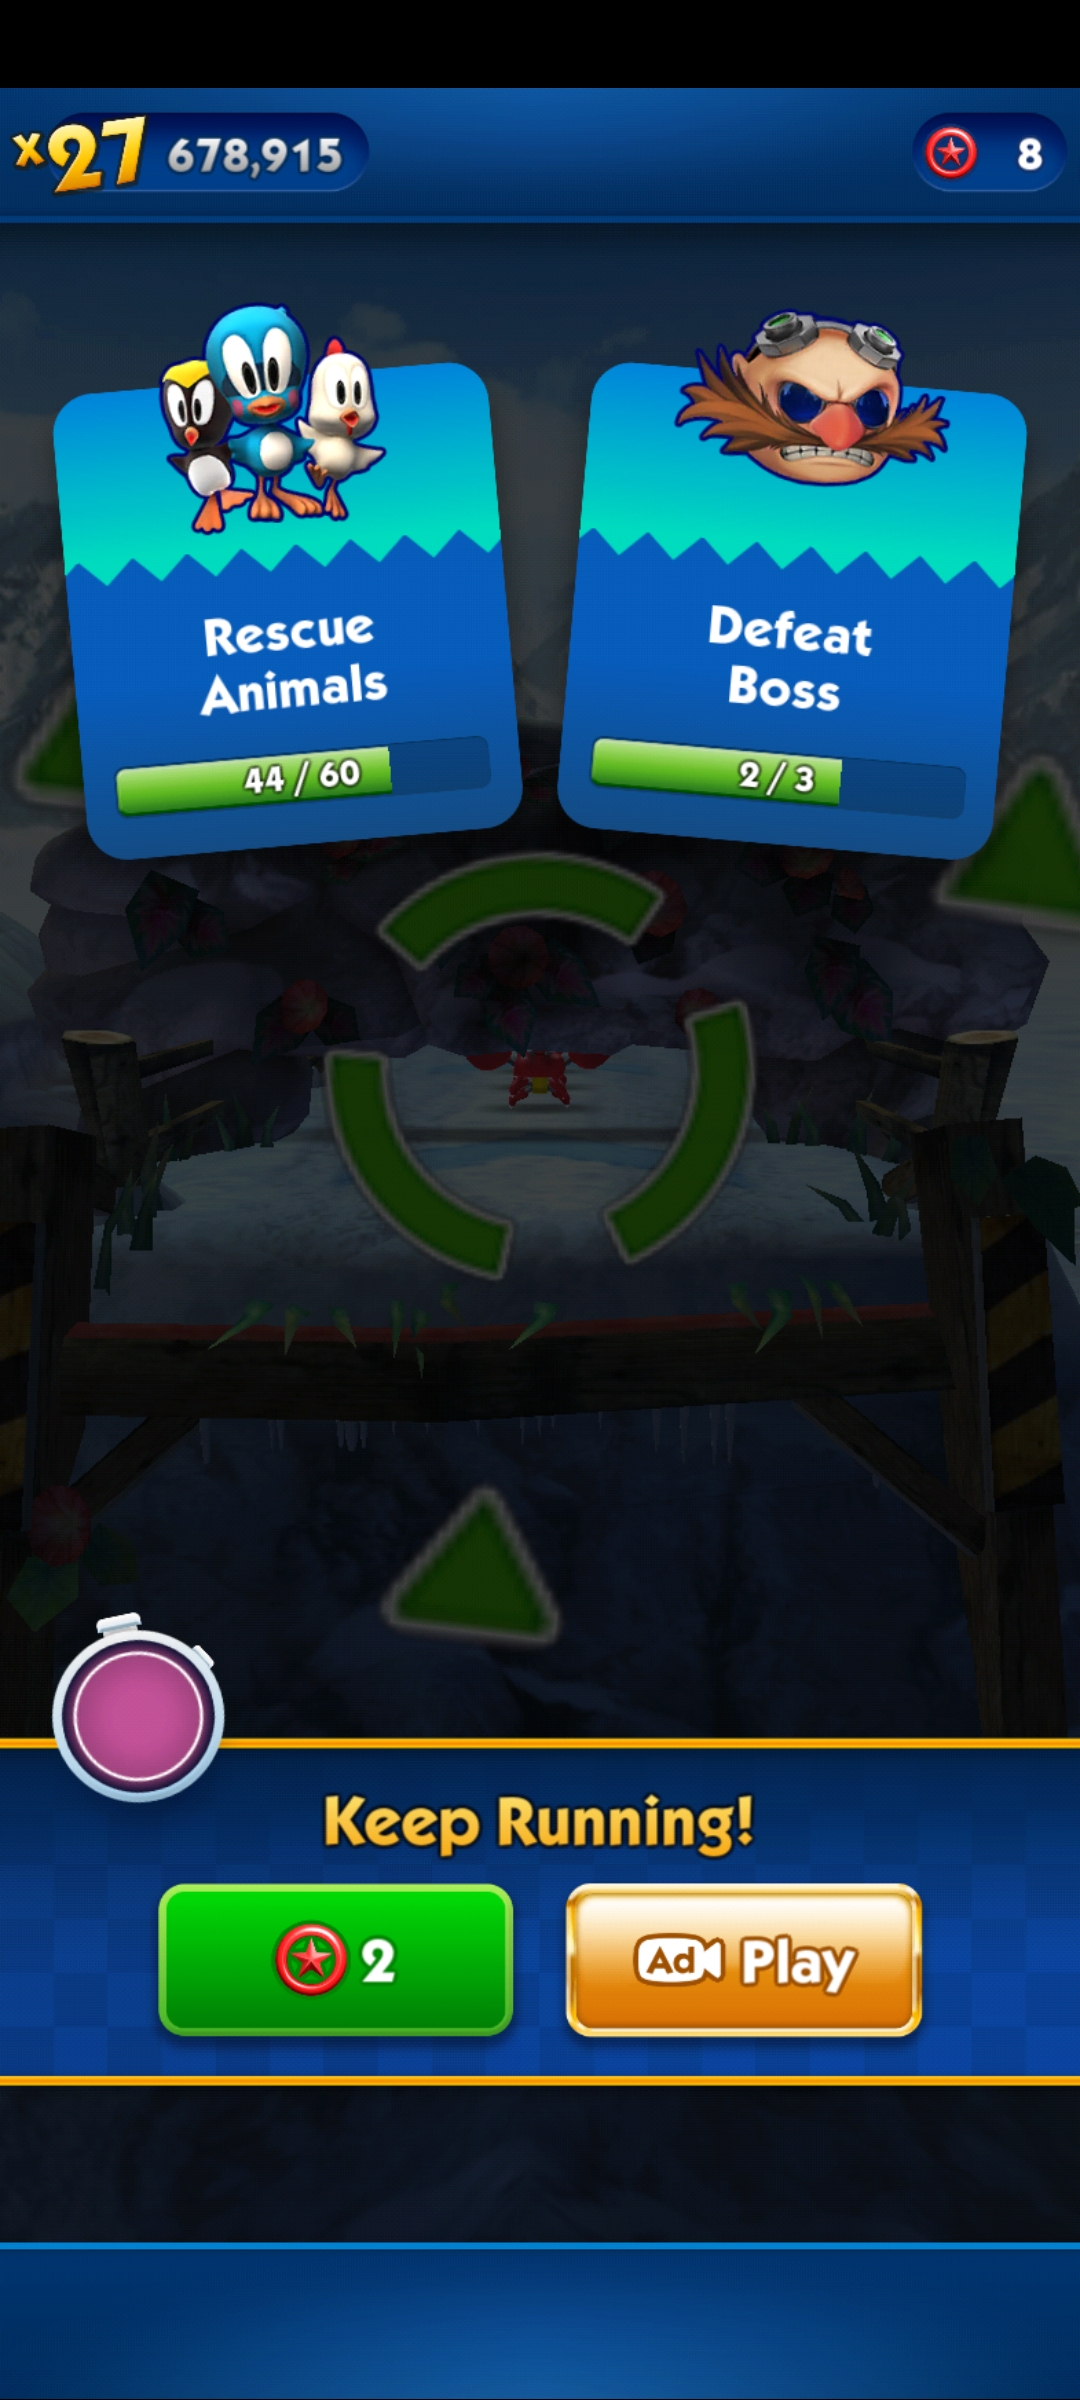 x27 678,915
8
Rescue
Animals
44 / 60
Defeat
Boss
2 / 3
Keep Running!
2
Ad Play